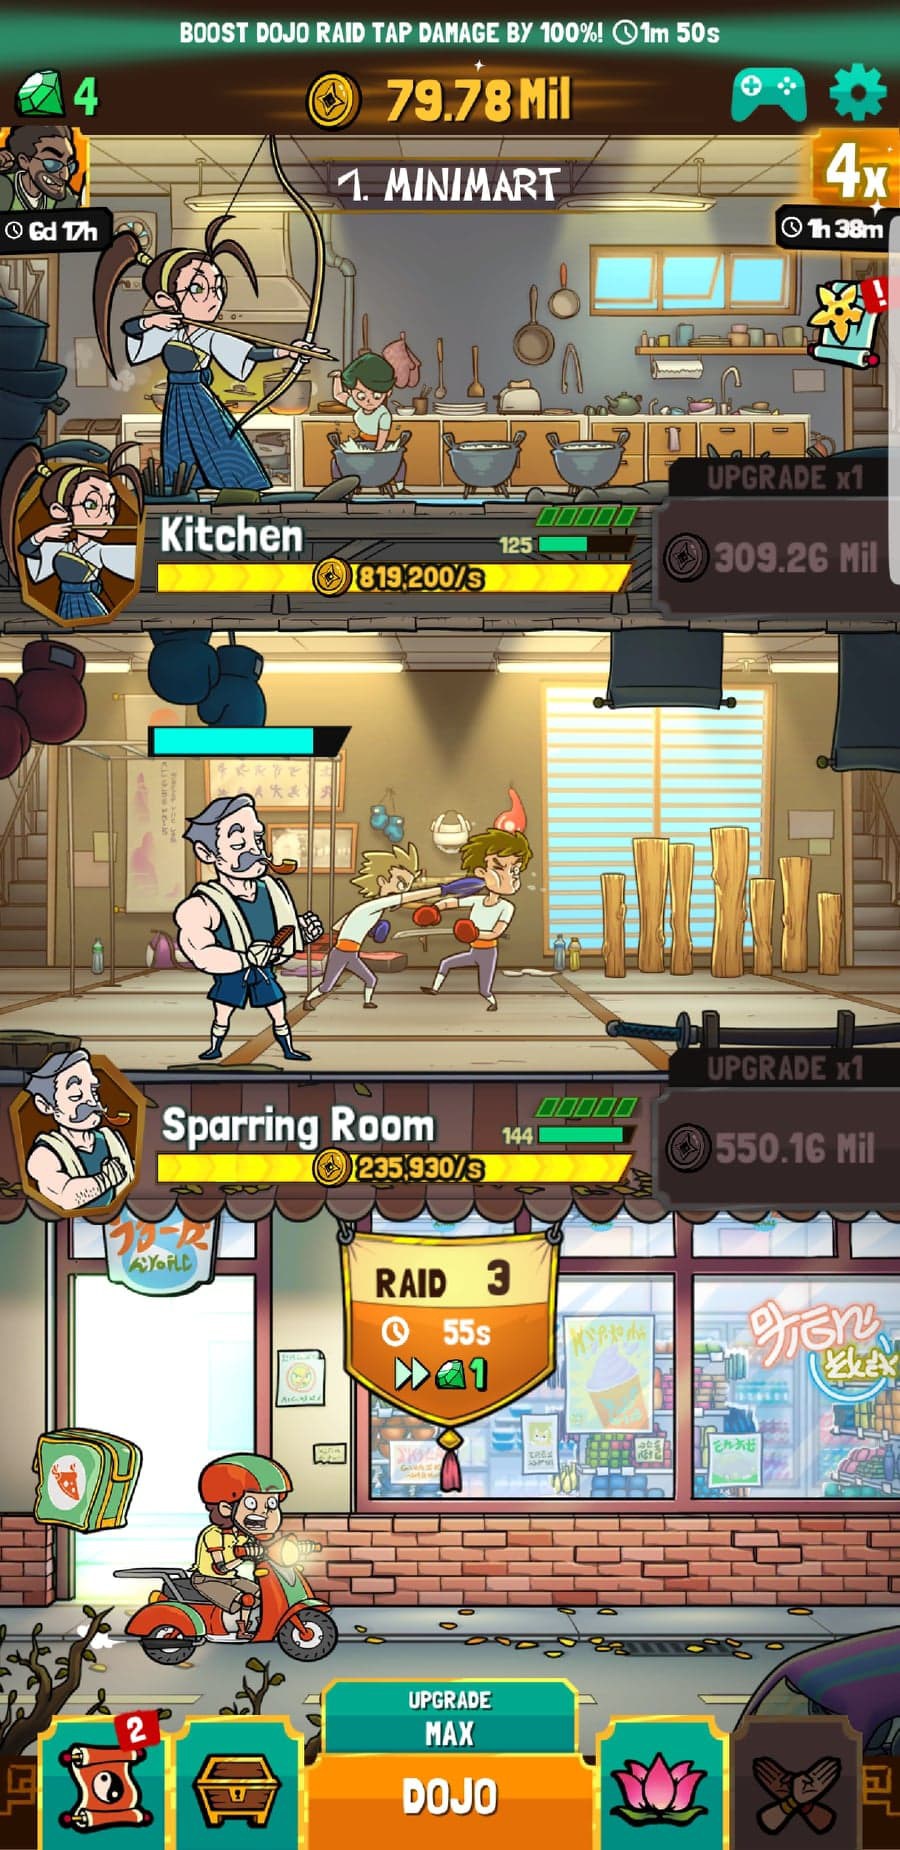 BOOST DOJO RAID TAP DAMAGE BY 100%! 1m 50s
4
79.78 Mil
1. MINIMART
4x
6d 17h
1h 38m
!
UPGRADE x1
Kitchen
125
309.26 Mil
819,200/s
UPGRADE x1
Sparring Room
144
550.16 Mil
235,930/s
RAID 3
55s
1
UPGRADE
MAX
2
DOJO